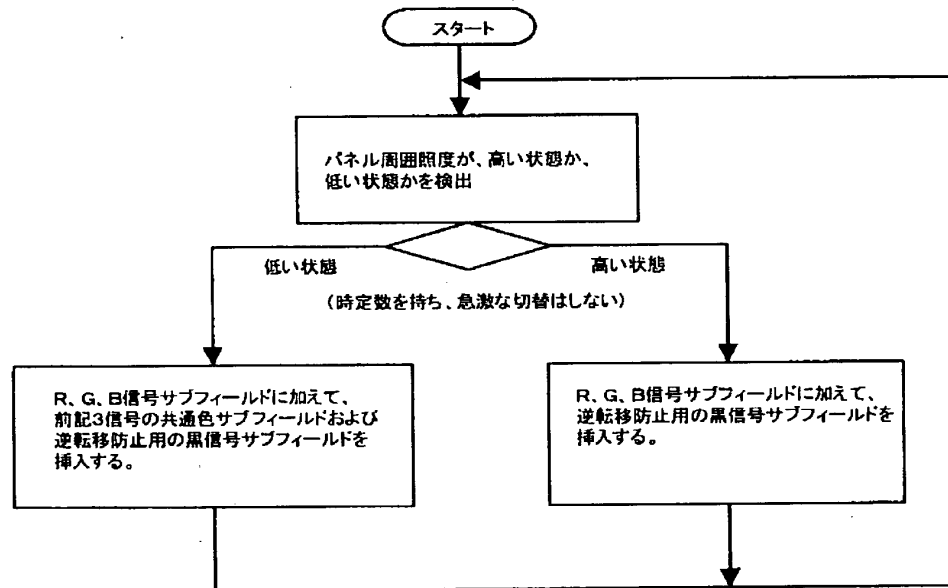 スタート
パネル周囲照度が、高い状態か、
低い状態かを検出
低い状態
高い状態
(時定数を持ち、急激な切替はしない)
R、G、B信号サブフィールドに加えて、
前記3信号の共通色サブフィールドおよび
逆転移防止用の黒信号サブフィールドを
挿入する。
R、G、B信号サブフィールドに加えて、
逆転移防止用の黒信号サブフィールドを
挿入する。